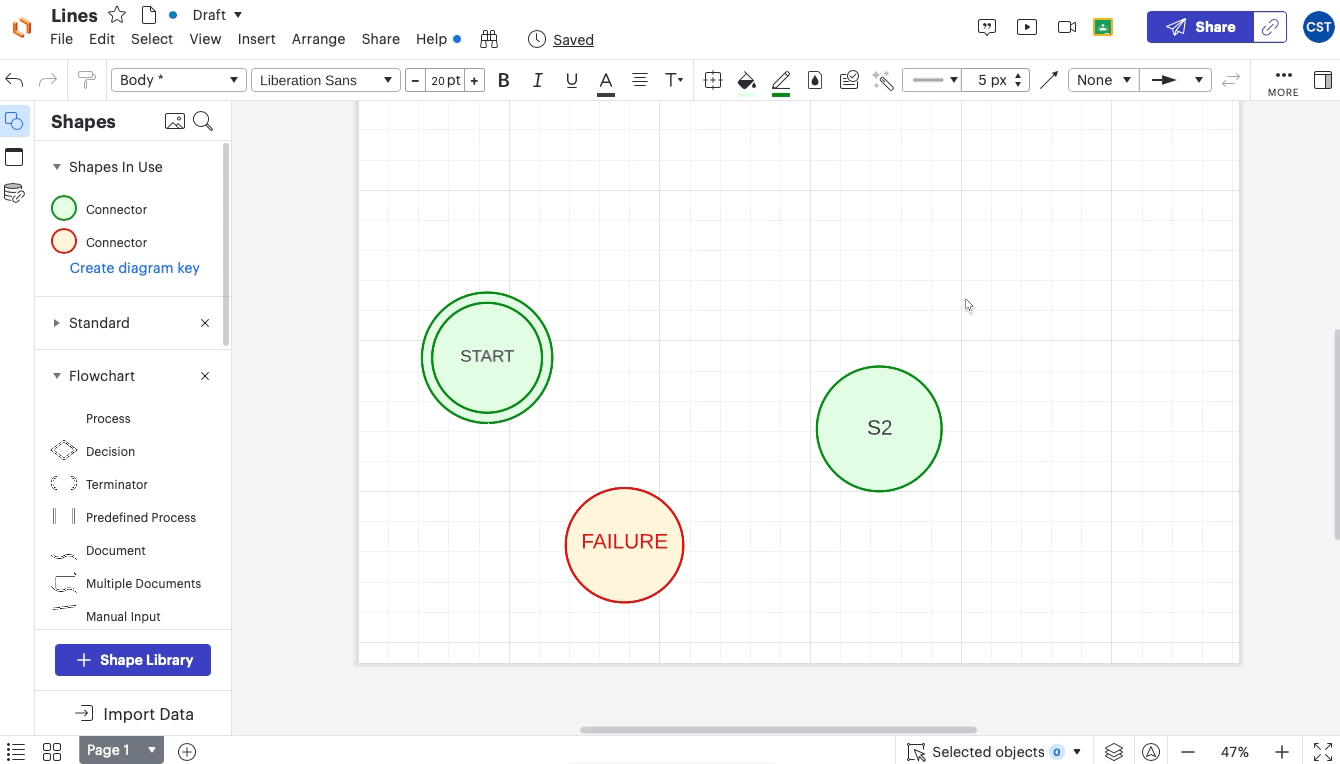 Lines
Draft
File Edit Select View Insert Arrange Share Help
Saved
Share
CST
Body *
Liberation Sans
− 20 pt +
B I U A T
5 px
None
MORE
Shapes
Shapes In Use
Connector
Connector
Create diagram key
Standard
Flowchart
Process
Decision
Terminator
Predefined Process
Document
Multiple Documents
Manual Input
+ Shape Library
Import Data
START
S2
FAILURE
Page 1
Selected objects 0
47%